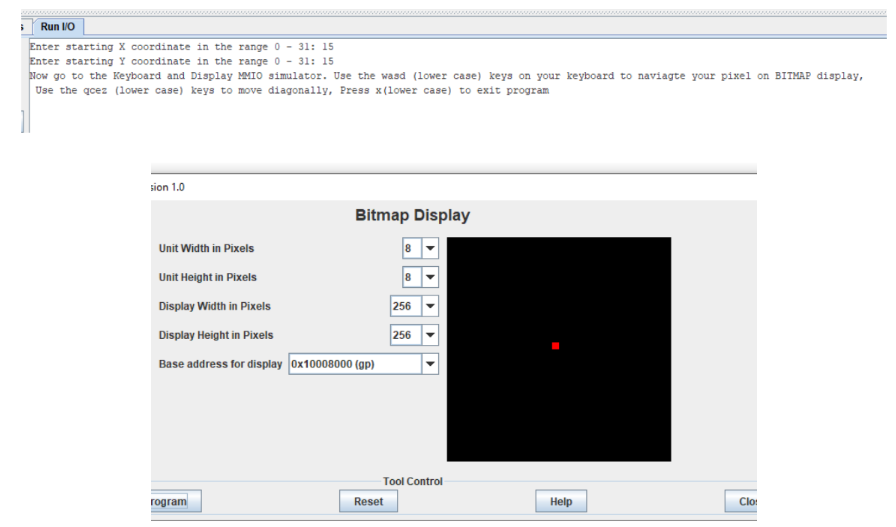 Run I/O
Enter starting X coordinate in the range 0 - 31: 15
Enter starting Y coordinate in the range 0 - 31: 15
Now go to the Keyboard and Display MMIO simulator. Use the wasd (lower case) keys on your keyboard to naviagte your pixel on BITMAP display,
Use the qcez (lower case) keys to move diagonally, Press x(lower case) to exit program
sion 1.0
Bitmap Display
Unit Width in Pixels 8
Unit Height in Pixels 8
Display Width in Pixels 256
Display Height in Pixels 256
Base address for display 0x10008000 (gp)
Tool Control
rogram Reset Help Clo